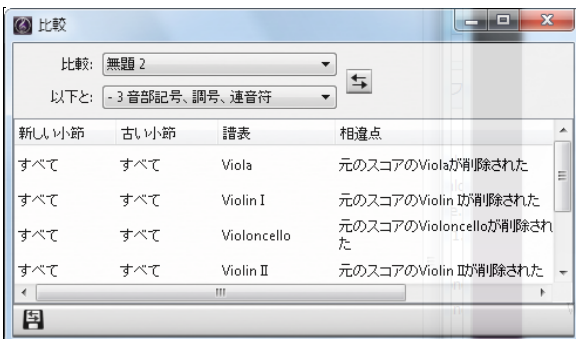 比較
比較: 無題 2
以下と: - 3 音部記号、調号、連音符
新しい小節 古い小節 譜表 相違点
すべて すべて Viola 元のスコアのViolaが削除された
すべて すべて Violin I 元のスコアのViolin Iが削除された
すべて すべて Violoncello 元のスコアのVioloncelloが削除され
た
すべて すべて Violin II 元のスコアのViolin IIが削除された